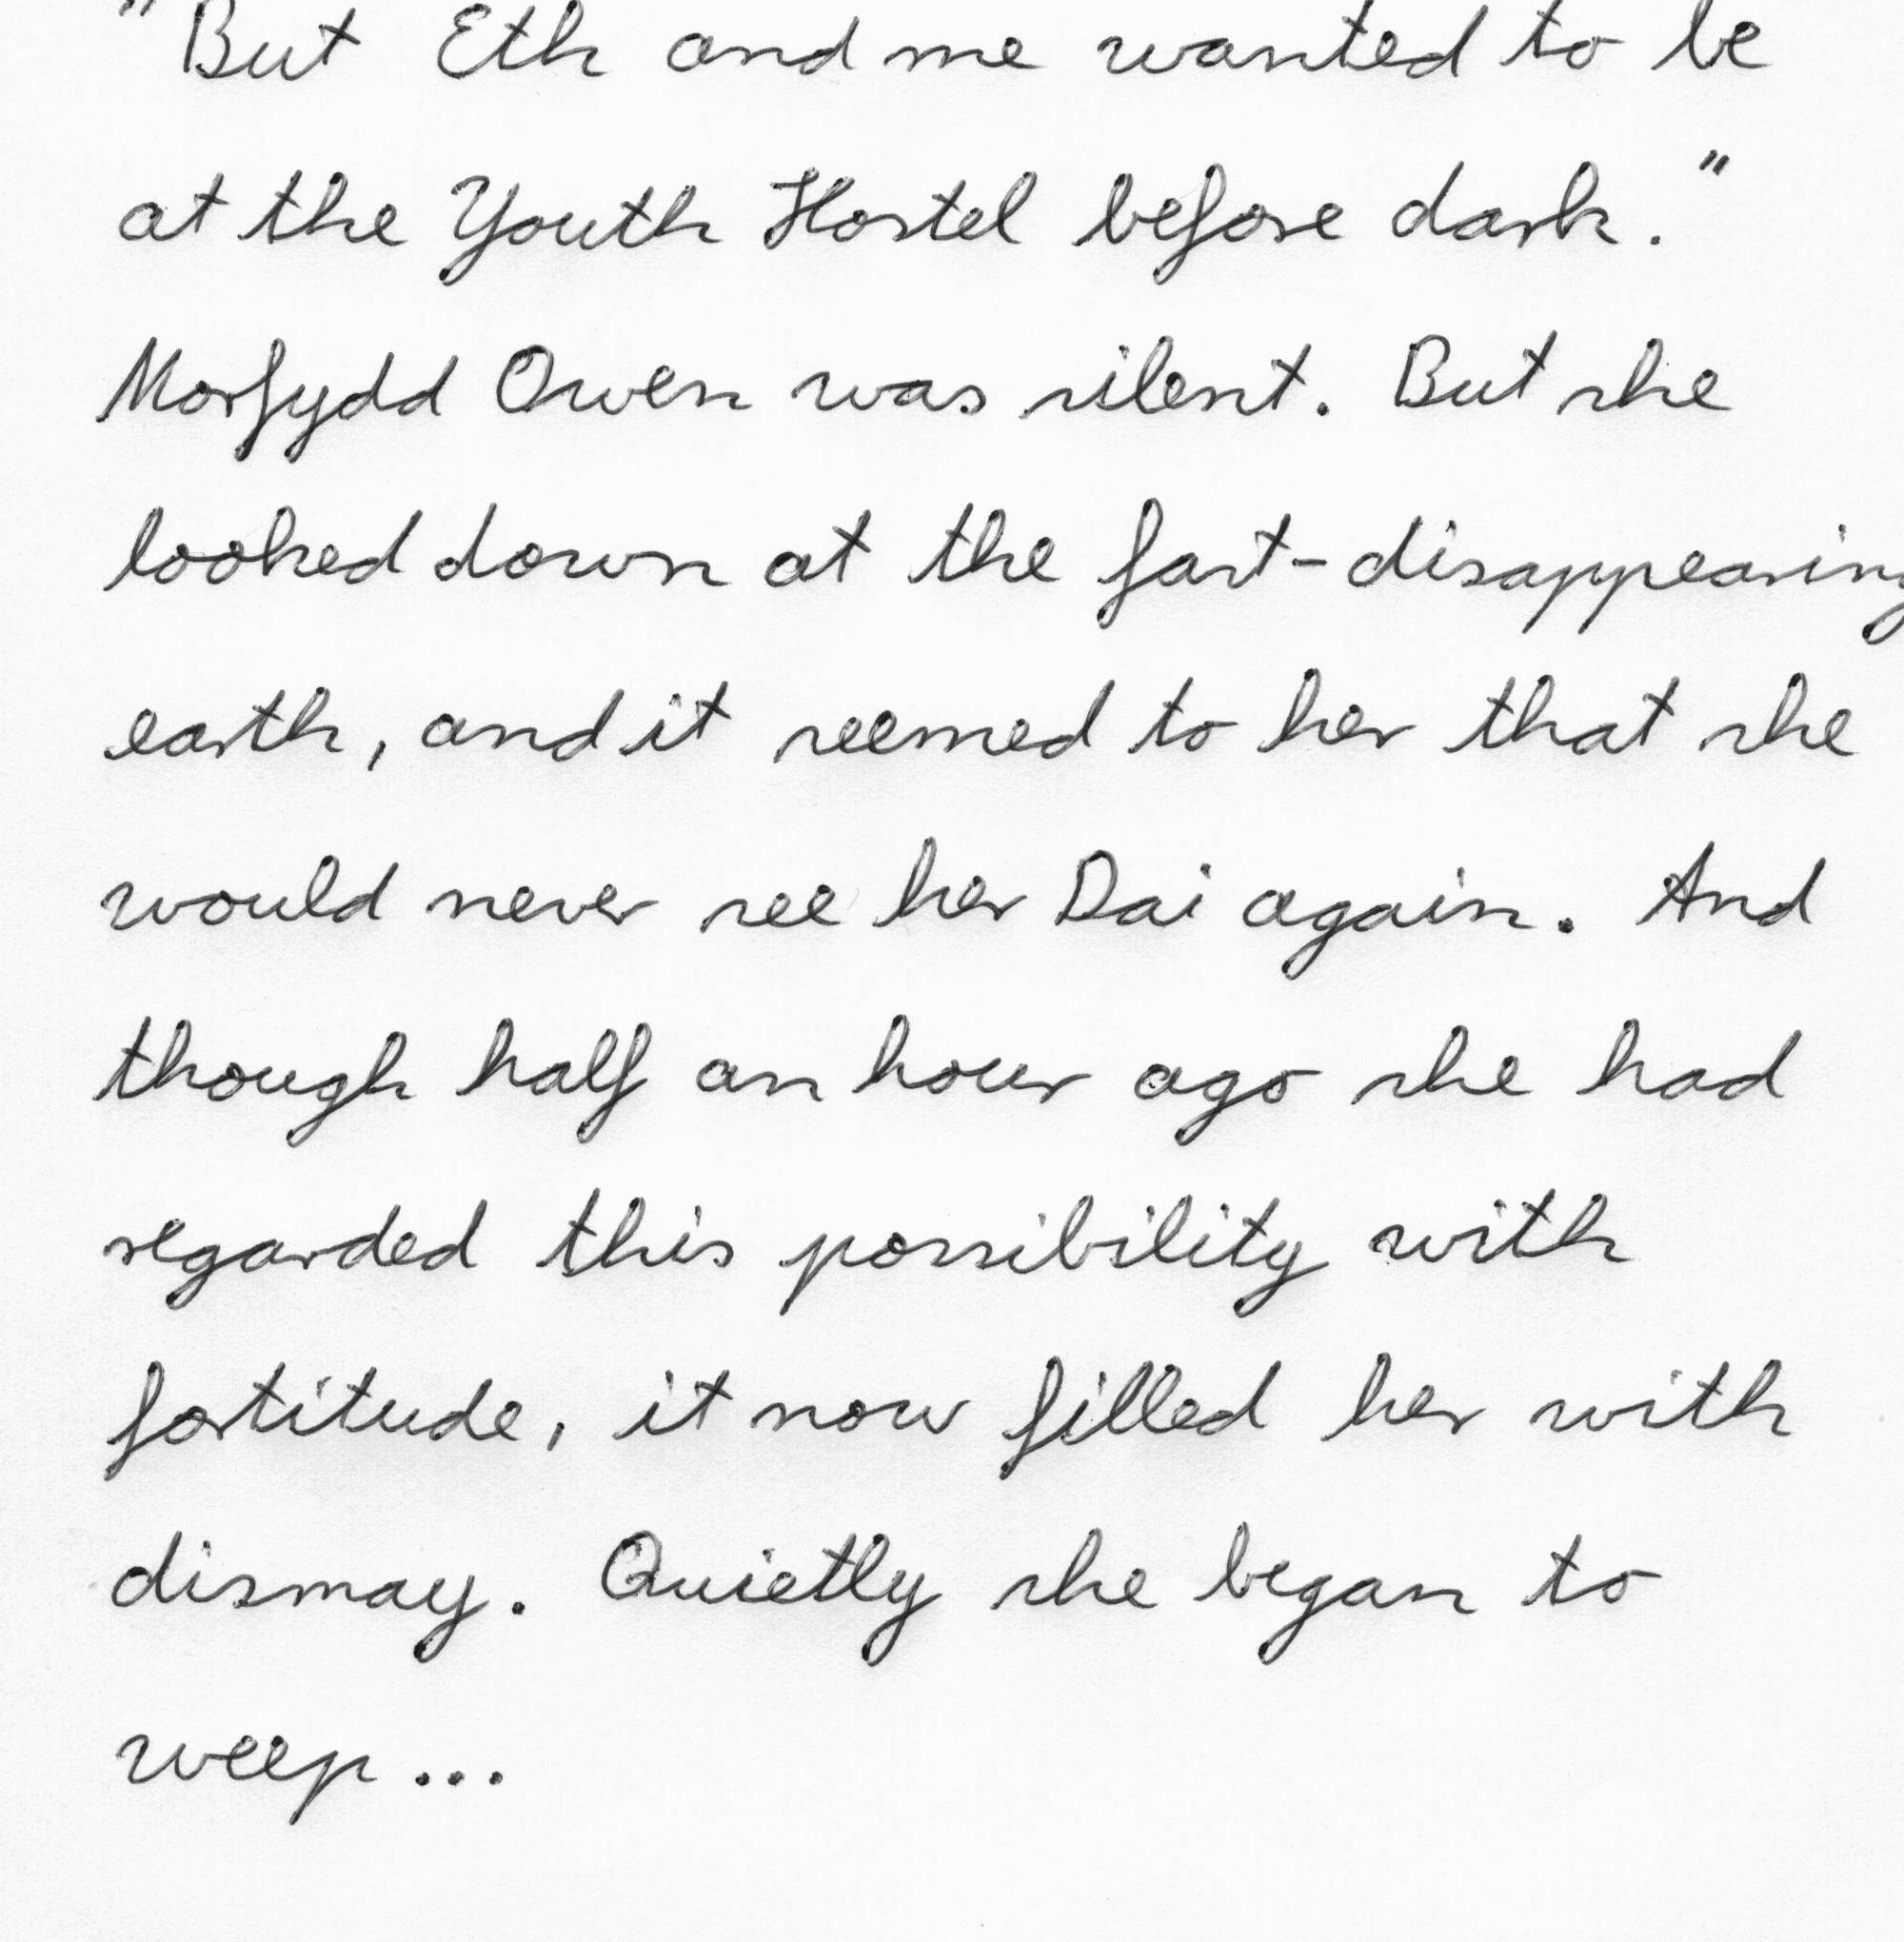 "But Eth and me wanted to be
at the Youth Hostel before dark."
Morfydd Owen was silent. But she
looked down at the fast-disappearing
earth, and it seemed to her that she
would never see her Dai again. And
though half an hour ago she had
regarded this possibility with
fortitude, it now filled her with
dismay. Quietly she began to
weep...